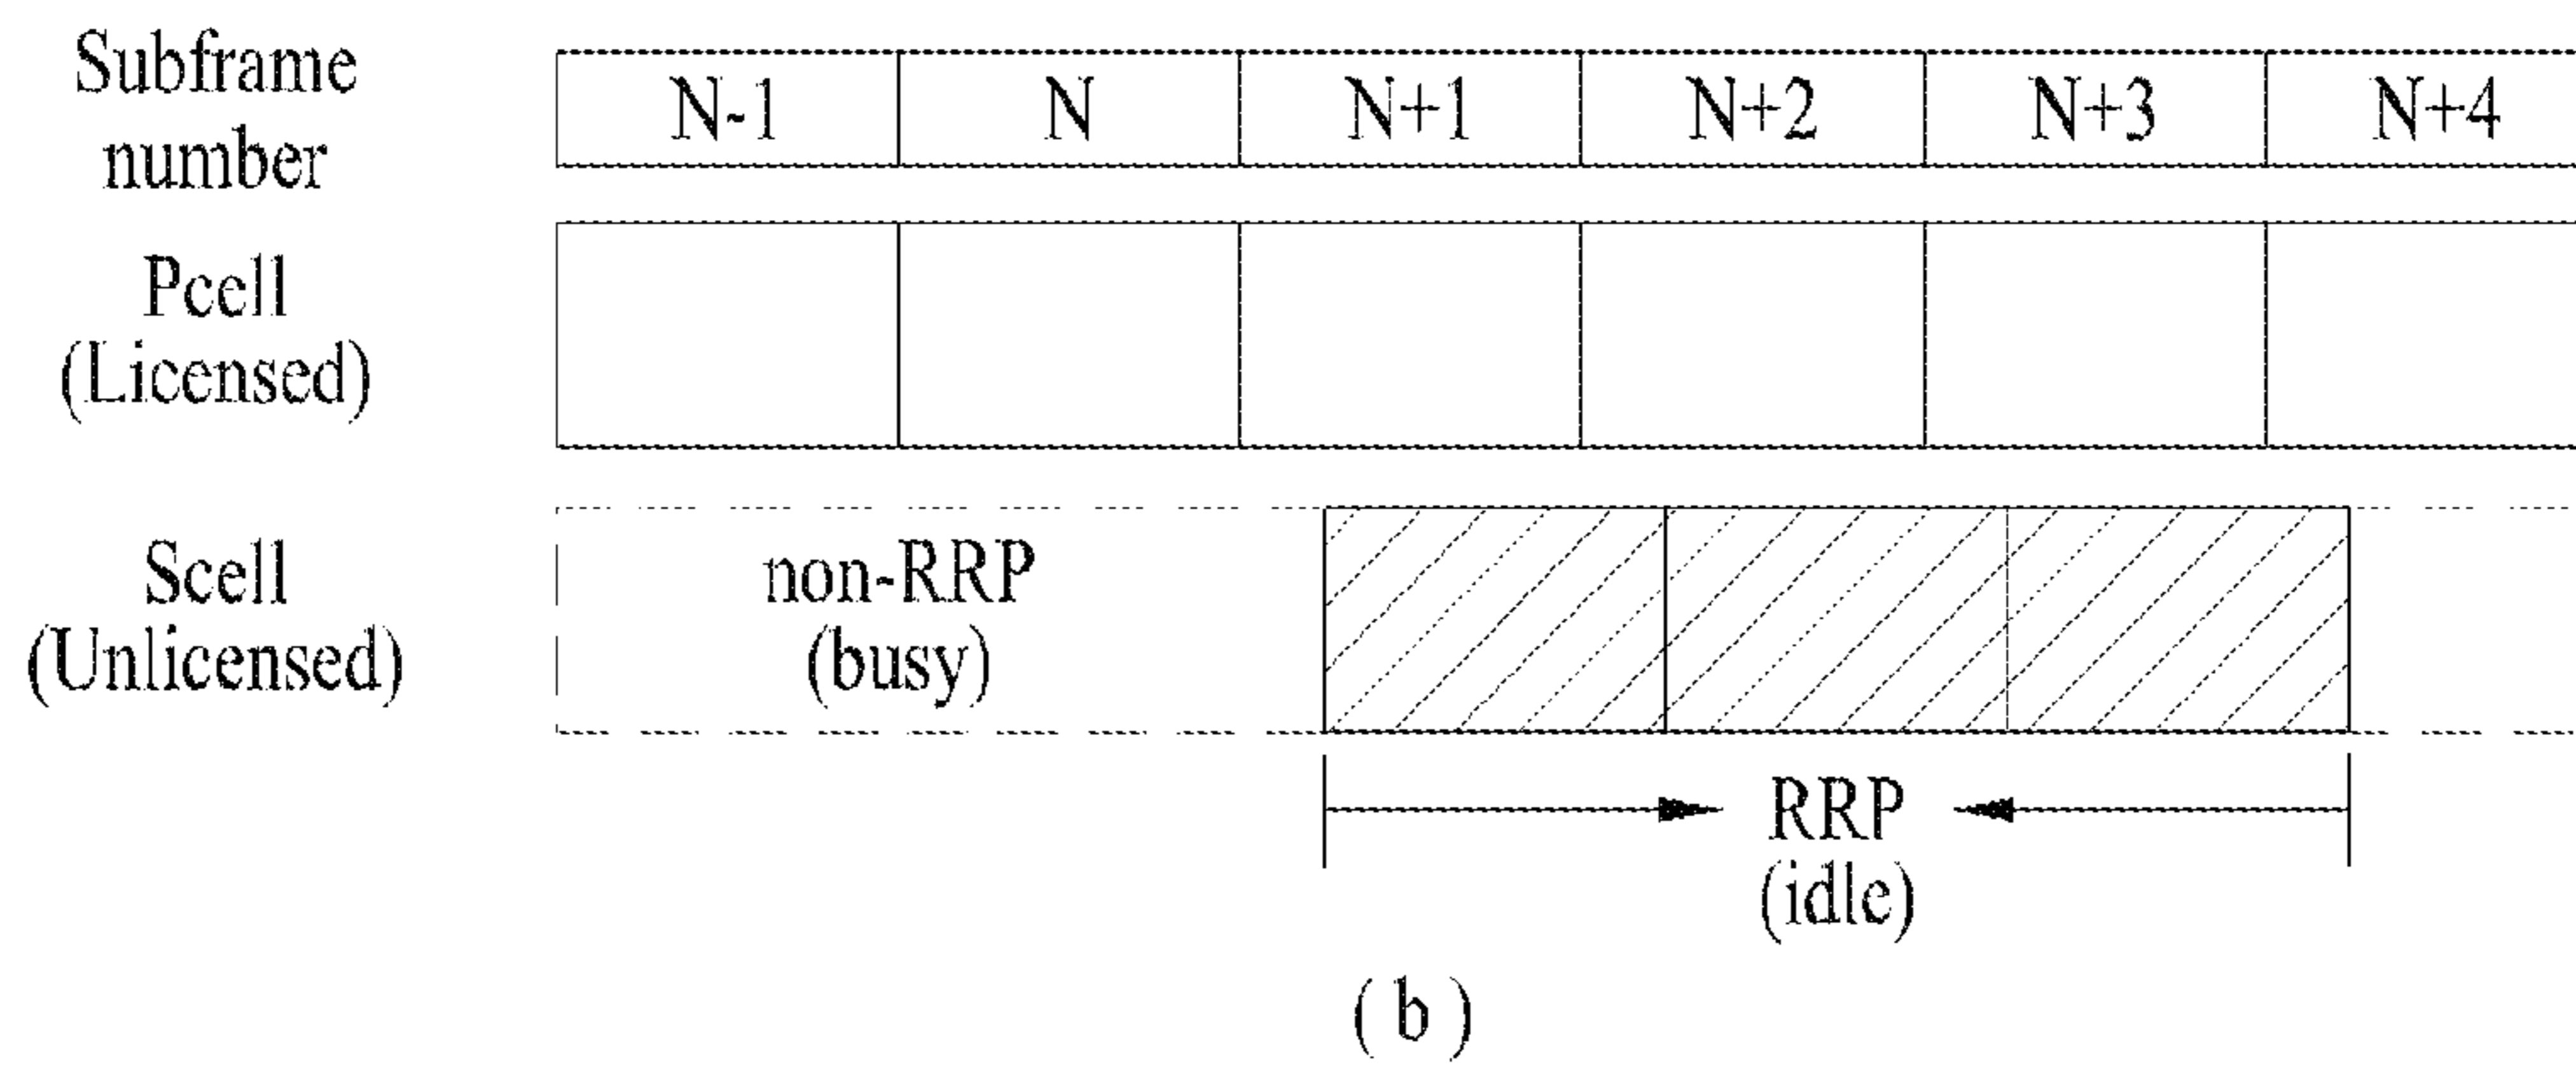 Subframe
number
N-1 N N+1 N+2 N+3 N+4
Pcell
(Licensed)
Scell
(Unlicensed)
non-RRP
(busy)
RRP
(idle)
( b )